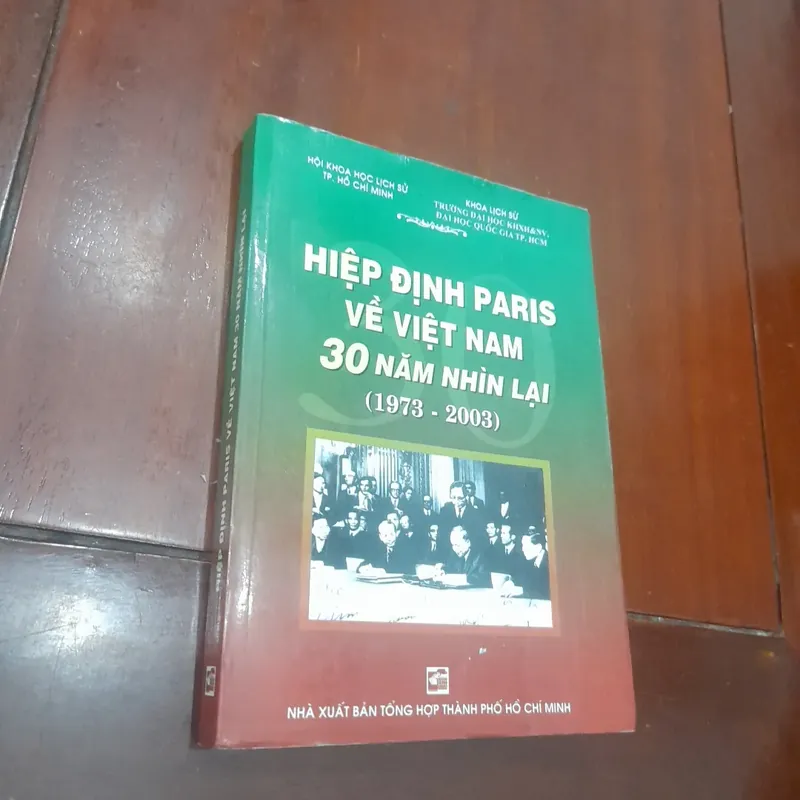 HỘI KHOA HỌC LỊCH SỬ
TP. HỒ CHÍ MINH
KHOA LỊCH SỬ
TRƯỜNG ĐẠI HỌC KHXH&NV.
ĐẠI HỌC QUỐC GIA TP. HCM
30
HIỆP ĐỊNH PARIS
VỀ VIỆT NAM
30 NĂM NHÌN LẠI
(1973 - 2003)
NHÀ XUẤT BẢN TỔNG HỢP THÀNH PHỐ HỒ CHÍ MINH
HIỆP ĐỊNH PARIS VỀ VIỆT NAM 30 NĂM NHÌN LẠI